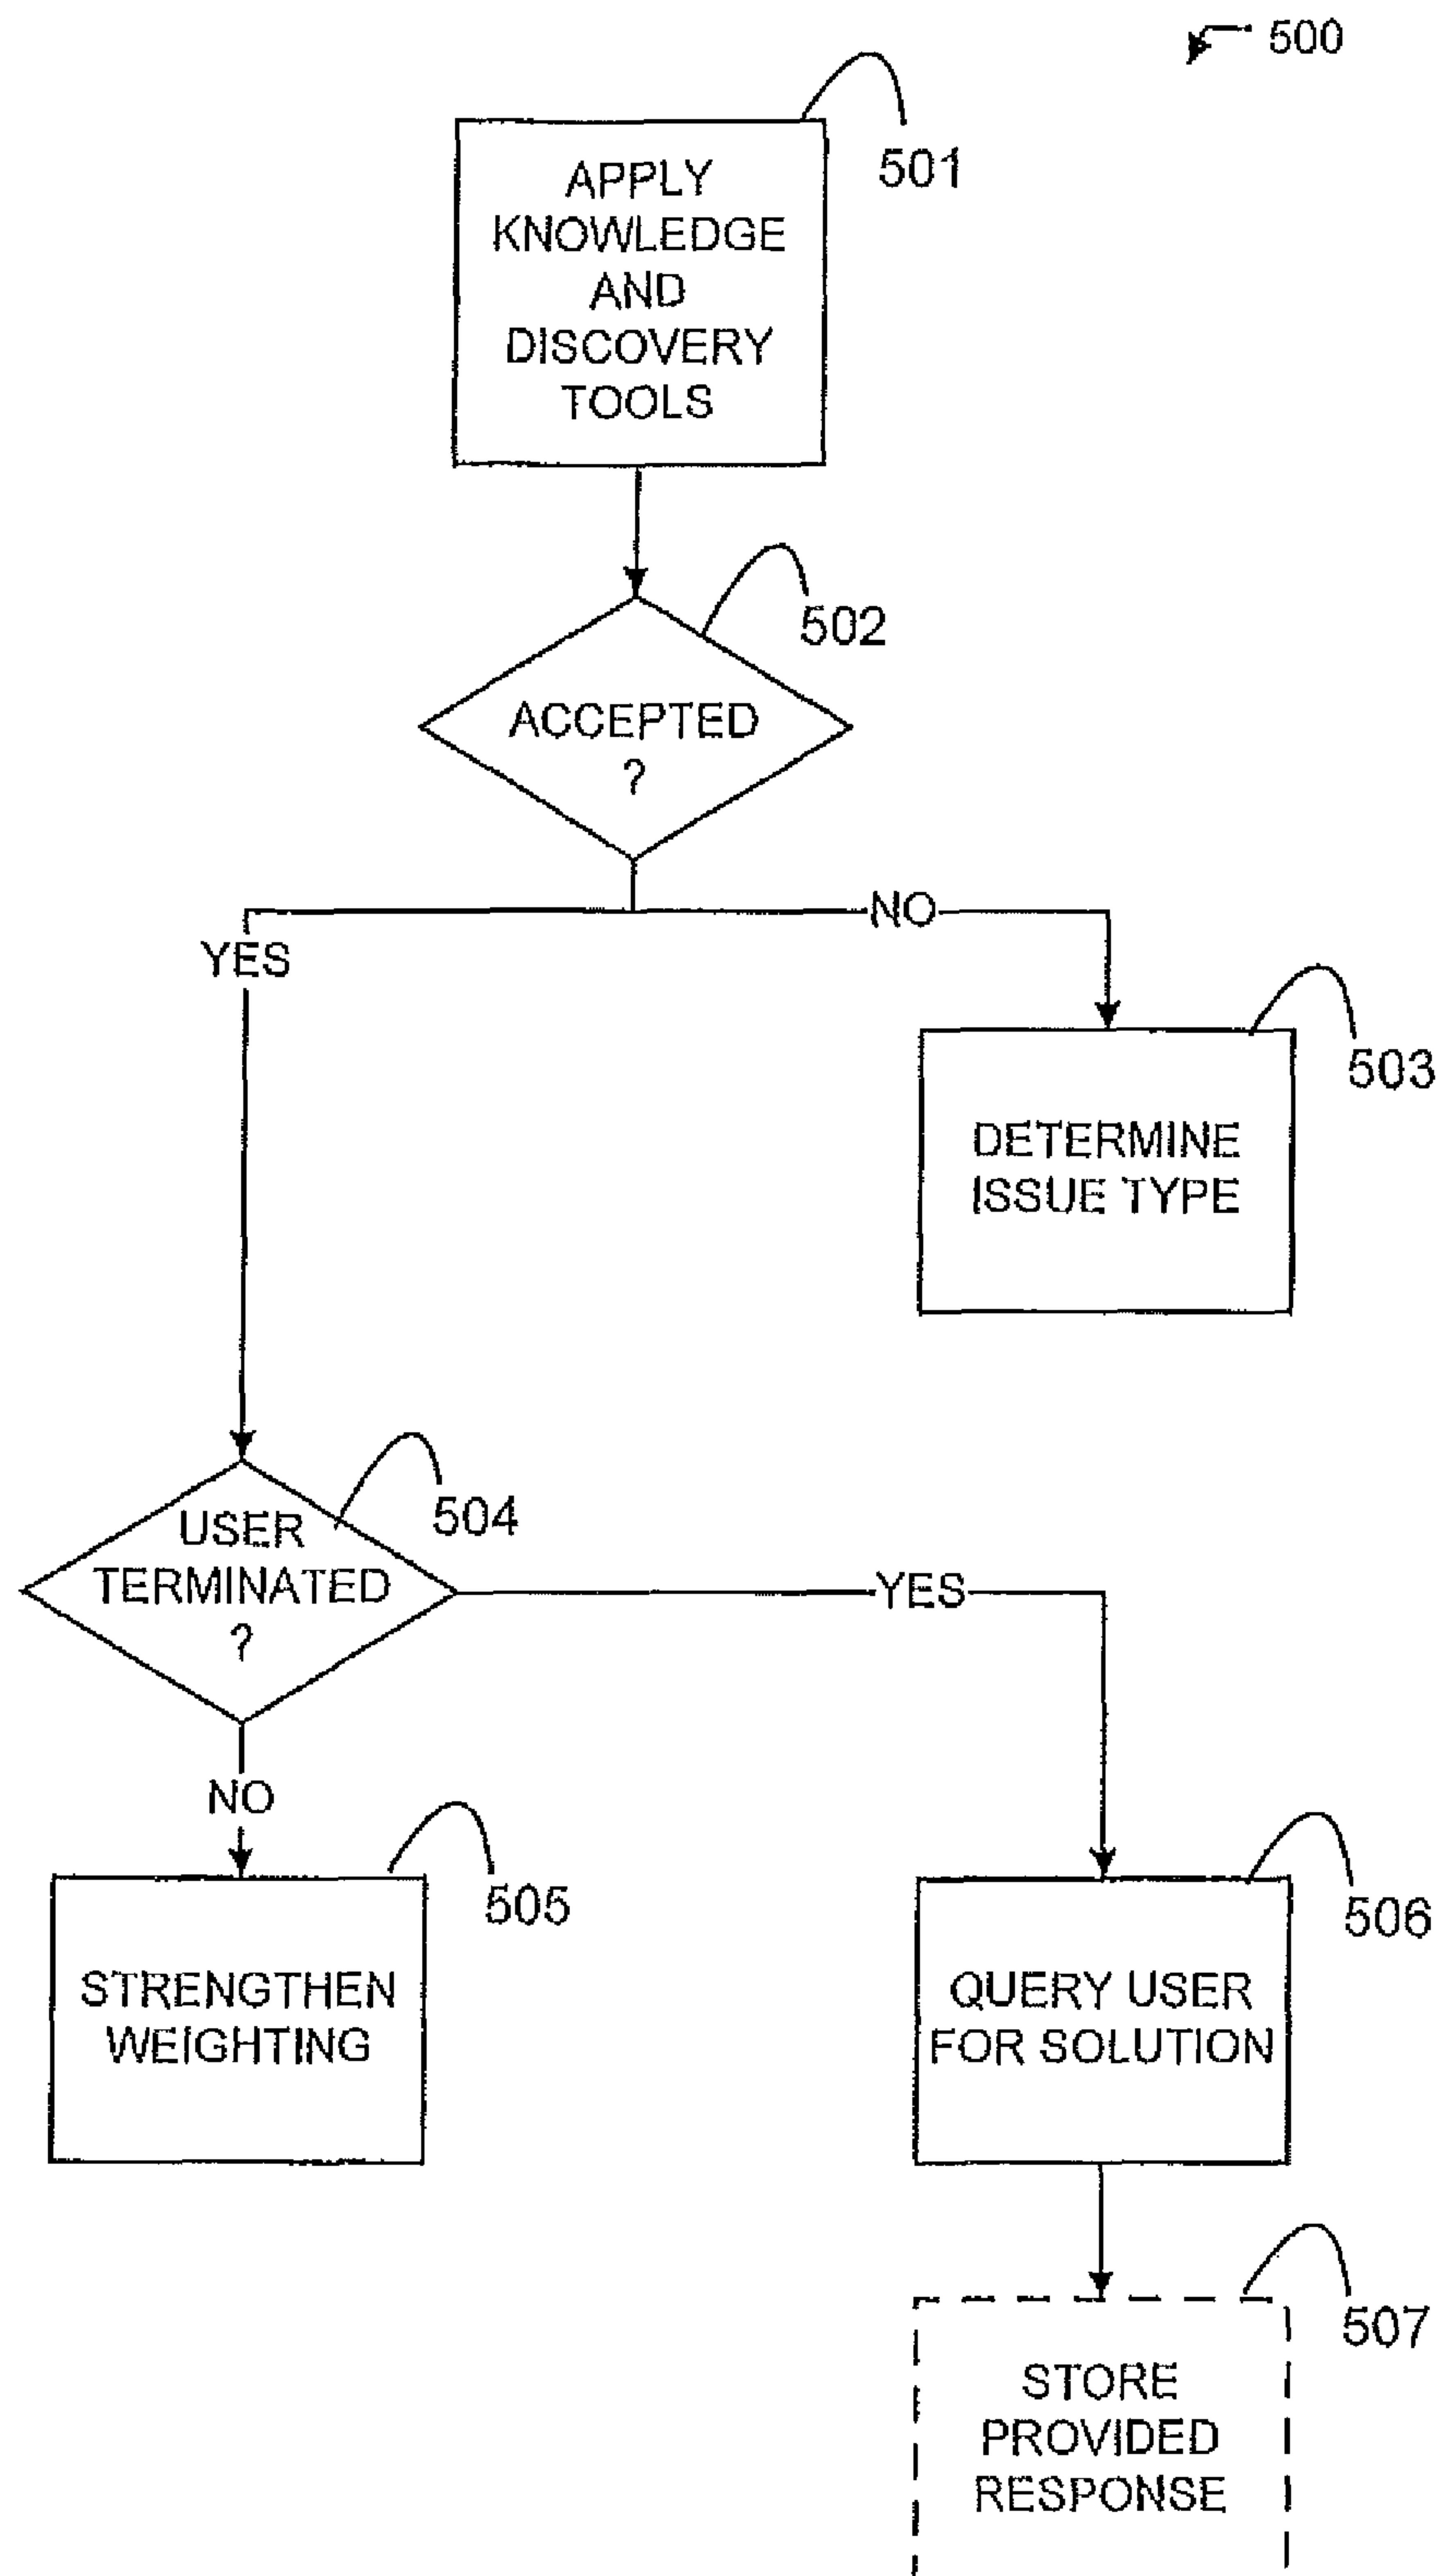 500
APPLY
KNOWLEDGE
AND
DISCOVERY
TOOLS
501
502
ACCEPTED
?
NO
YES
503
DETERMINE
ISSUE TYPE
504
USER
TERMINATED
?
YES
NO
505
506
STRENGTHEN
WEIGHTING
QUERY USER
FOR SOLUTION
507
STORE
PROVIDED
RESPONSE